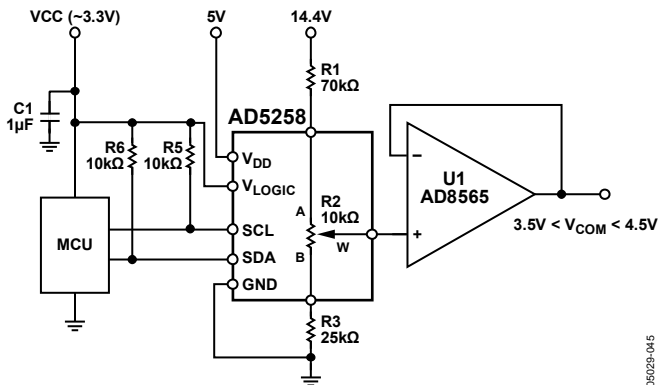 VCC (~3.3V)
5V
14.4V
R1
70kΩ
C1
1µF
R6
10kΩ
R5
10kΩ
AD5258
VDD
VLOGIC
SCL
SDA
GND
MCU
A
R2
10kΩ
W
B
R3
25kΩ
–
+
U1
AD8565
3.5V < VCOM < 4.5V
05029-045